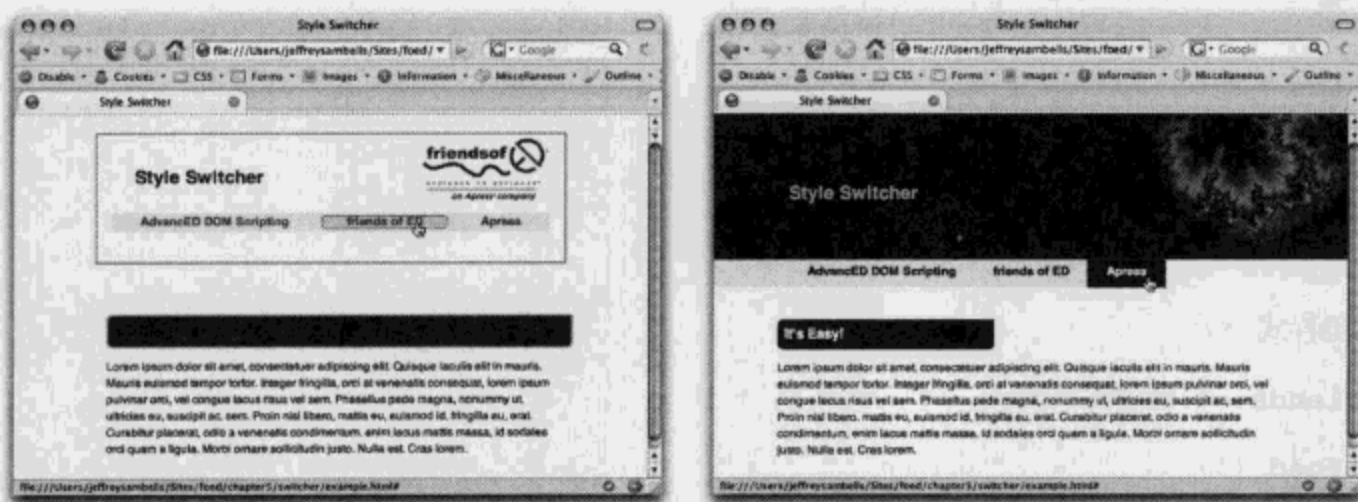 Style Switcher
file:///Users/jeffreysambells/Sites/foed/
Google
Disable Cookies CSS Forms Images Information Miscellaneous Outline
Style Switcher
friendsof
an Apress company
Style Switcher
AdvancED DOM Scripting friends of ED Apress
Lorem ipsum dolor sit amet, consectetuer adipiscing elit. Quisque iaculis elit in mauris.
Mauris euismod tempor tortor. Integer fringilla, orci at venenatis consequat, lorem ipsum
pulvinar orci, vel congue lacus risus vel sem. Phasellus pede magna, nonummy ut,
ultricies eu, suscipit ac, sem. Proin nisl libero, mattis eu, euismod id, fringilla eu, erat.
Curabitur placerat, odio a venenatis condimentum, enim lacus mattis massa, id sodales
orci quam a ligula. Morbi ornare sollicitudin justo. Nulla est. Cras lorem.
file:///Users/jeffreysambells/Sites/foed/chapter5/switcher/example.html#
Style Switcher
file:///Users/jeffreysambells/Sites/foed/
Google
Disable Cookies CSS Forms Images Information Miscellaneous Outline
Style Switcher
Style Switcher
AdvancED DOM Scripting friends of ED Apress
It's Easy!
Lorem ipsum dolor sit amet, consectetuer adipiscing elit. Quisque iaculis elit in mauris. Mauris
euismod tempor tortor. Integer fringilla, orci at venenatis consequat, lorem ipsum pulvinar orci, vel
congue lacus risus vel sem. Phasellus pede magna, nonummy ut, ultricies eu, suscipit ac, sem.
Proin nisl libero, mattis eu, euismod id, fringilla eu, erat. Curabitur placerat, odio a venenatis
condimentum, enim lacus mattis massa, id sodales orci quam a ligula. Morbi ornare sollicitudin
justo. Nulla est. Cras lorem.
file:///Users/jeffreysambells/Sites/foed/chapter5/switcher/example.html#